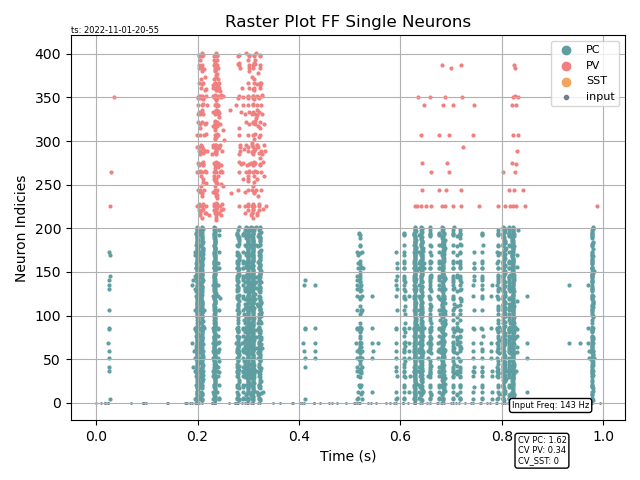 Raster Plot FF Single Neurons
ts: 2022-11-01-20-55
PC
PV
SST
input
Neuron Indicies
400
350
300
250
200
150
100
50
0
0.0 0.2 0.4 0.6 0.8 1.0
Time (s)
Input Freq: 143 Hz
CV PC: 1.62
CV PV: 0.34
CV_SST: 0